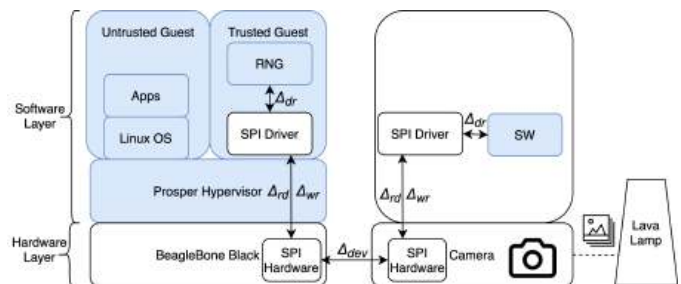 Untrusted Guest
Trusted Guest
RNG
Apps
Δdr
Software
Layer
Linux OS
SPI Driver
SPI Driver
Δdr
SW
Prosper Hypervisor
Δrd
Δwr
Δrd
Δwr
Hardware
Layer
BeagleBone Black
SPI
Hardware
Δdev
SPI
Hardware
Camera
Lava
Lamp